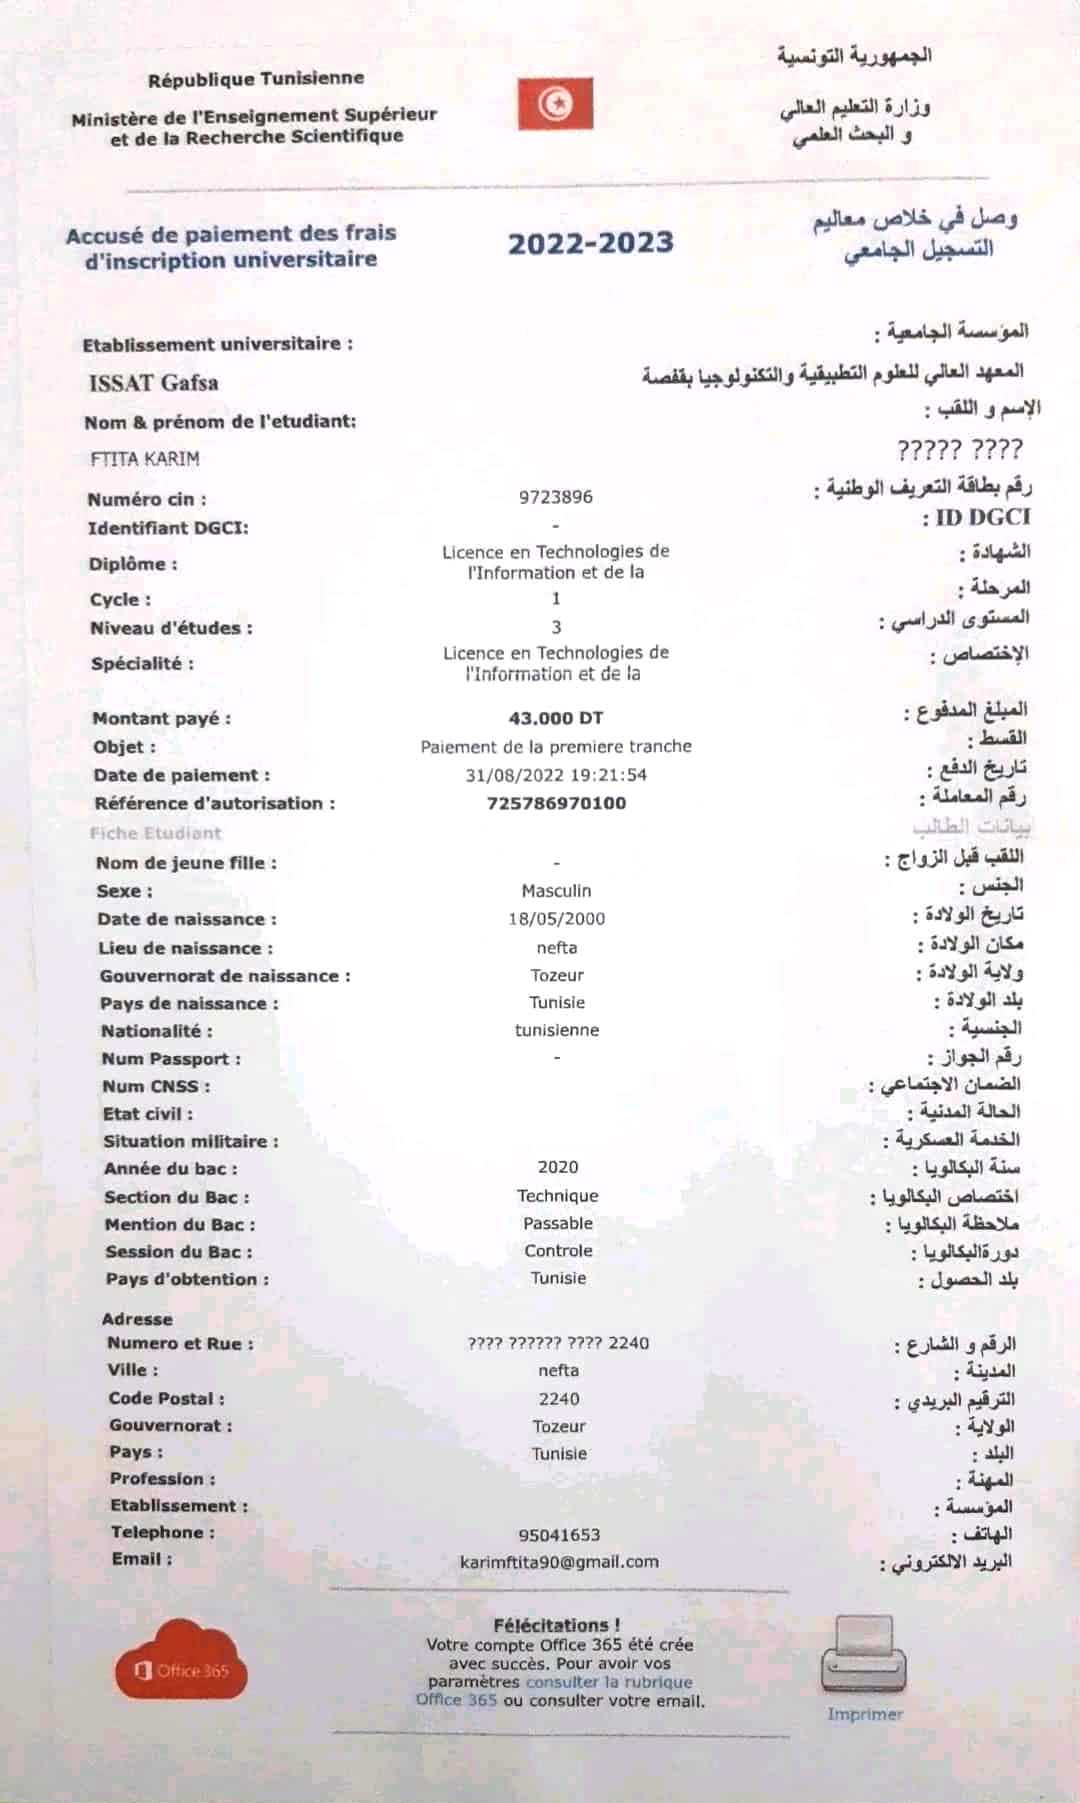 République Tunisienne
Ministère de l'Enseignement Supérieur
et de la Recherche Scientifique
الجمهورية التونسية
وزارة التعليم العالي
و البحث العلمي
Accusé de paiement des frais
d'inscription universitaire
2022-2023
وصل في خلاص معاليم
التسجيل الجامعي
Etablissement universitaire :
المؤسسة الجامعية :
ISSAT Gafsa
المعهد العالي للعلوم التطبيقية والتكنولوجيا بقفصة
Nom & prénom de l'etudiant:
الإسم و اللقب :
FTITA KARIM
????? ????
Numéro cin : 9723896 رقم بطاقة التعريف الوطنية :
Identifiant DGCI: - : ID DGCI
Diplôme : Licence en Technologies de l'Information et de la الشهادة :
Cycle : 1 المرحلة :
Niveau d'études : 3 المستوى الدراسي :
Spécialité : Licence en Technologies de l'Information et de la الإختصاص :
Montant payé : 43.000 DT المبلغ المدفوع :
Objet : Paiement de la premiere tranche القسط :
Date de paiement : 31/08/2022 19:21:54 تاريخ الدفع :
Référence d'autorisation : 725786970100 رقم المعاملة :
Fiche Etudiant بيانات الطالب
Nom de jeune fille : - اللقب قبل الزواج :
Sexe : Masculin الجنس :
Date de naissance : 18/05/2000 تاريخ الولادة :
Lieu de naissance : nefta مكان الولادة :
Gouvernorat de naissance : Tozeur ولاية الولادة :
Pays de naissance : Tunisie بلد الولادة :
Nationalité : tunisienne الجنسية :
Num Passport : - رقم الجواز :
Num CNSS : الضمان الاجتماعي :
Etat civil : الحالة المدنية :
Situation militaire : الخدمة العسكرية :
Année du bac : 2020 سنة البكالويا :
Section du Bac : Technique اختصاص البكالويا :
Mention du Bac : Passable ملاحظة البكالويا :
Session du Bac : Controle دورةالبكالويا :
Pays d'obtention : Tunisie بلد الحصول :
Adresse
Numero et Rue : ???? ?????? ???? 2240 الرقم و الشارع :
Ville : nefta المدينة :
Code Postal : 2240 الترقيم البريدي :
Gouvernorat : Tozeur الولاية :
Pays : Tunisie البلد :
Profession : المهنة :
Etablissement : المؤسسة :
Telephone : 95041653 الهاتف :
Email : karimftita90@gmail.com البريد الالكتروني :
Félécitations !
Votre compte Office 365 été crée
avec succès. Pour avoir vos
paramètres consulter la rubrique
Office 365 ou consulter votre email.
Office 365
Imprimer